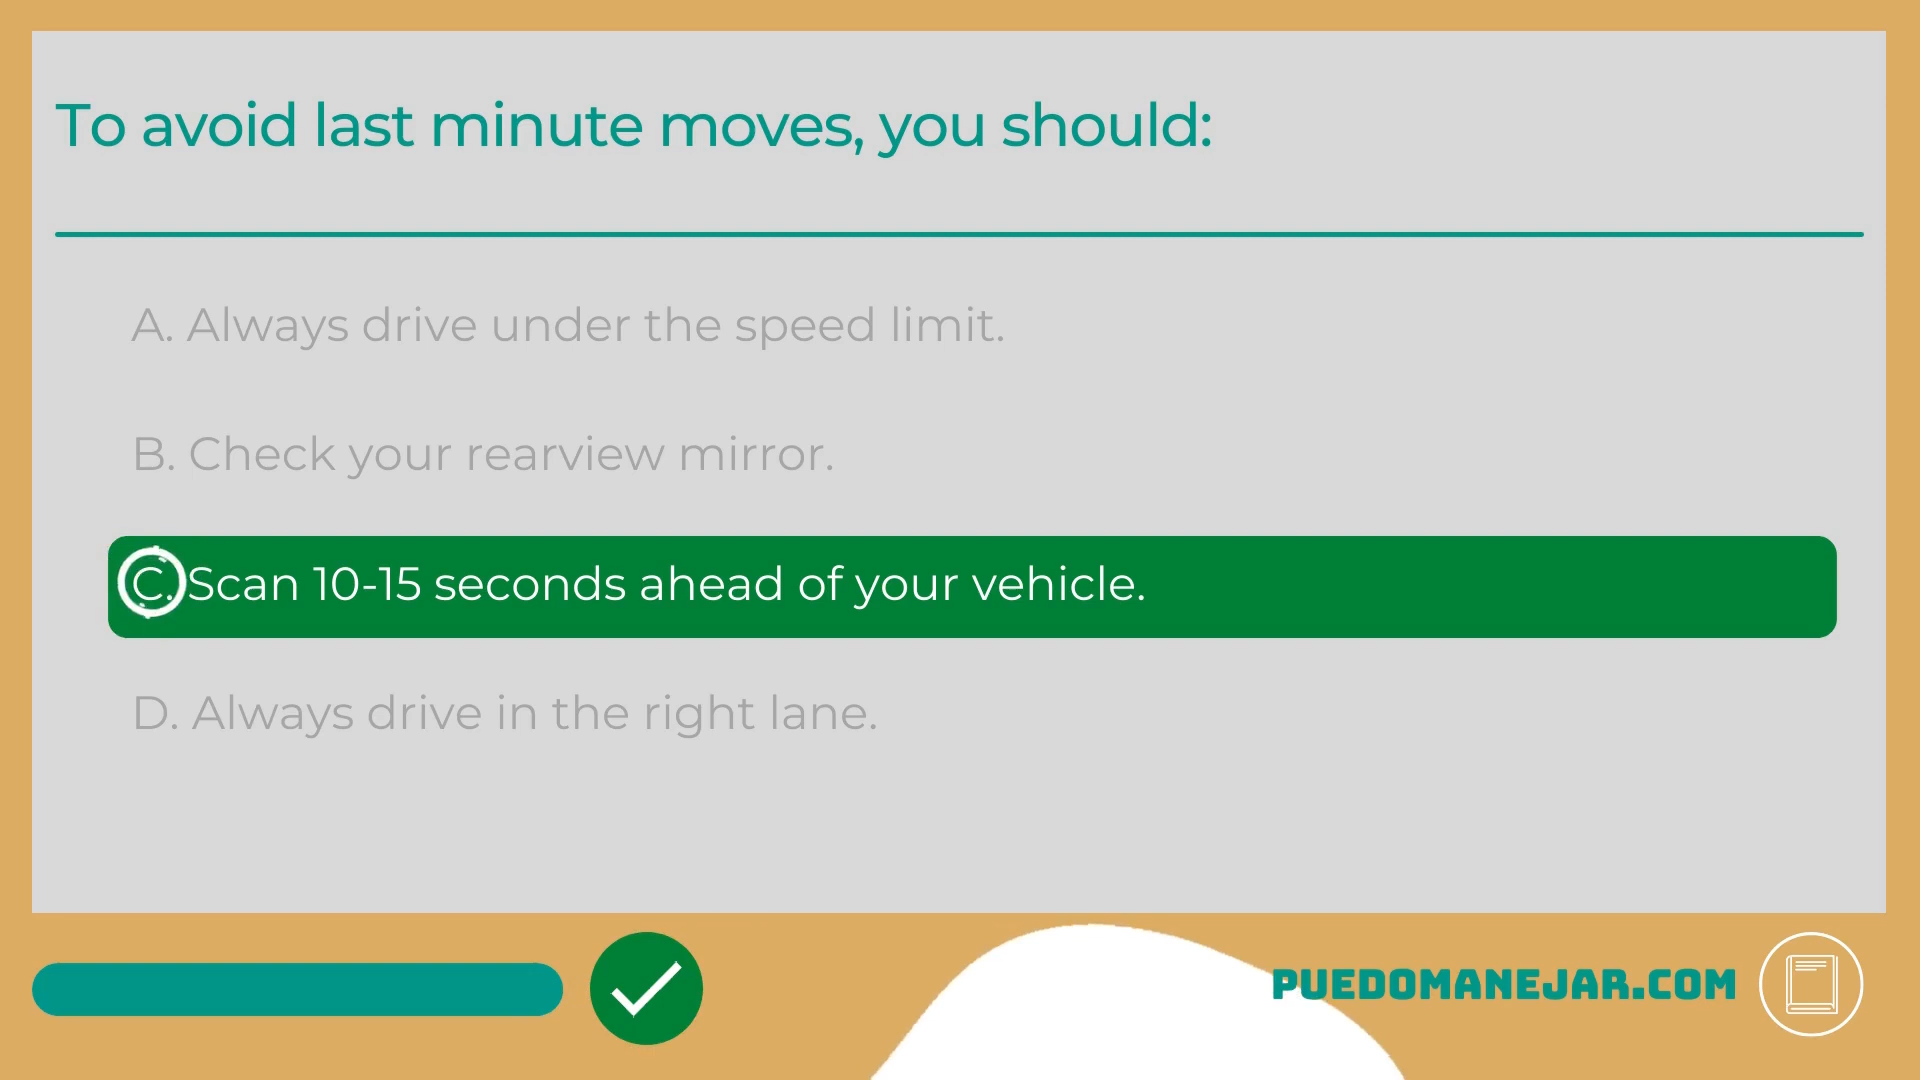 To avoid last minute moves, you should:
A. Always drive under the speed limit.
B. Check your rearview mirror.
C. Scan 10-15 seconds ahead of your vehicle.
D. Always drive in the right lane.
PUEDOMANEJAR.COM